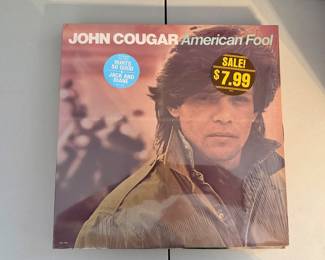 JOHN COUGAR American Fool
HURTS
SO GOOD
JACK AND
DIANE
SALE!
$7.99